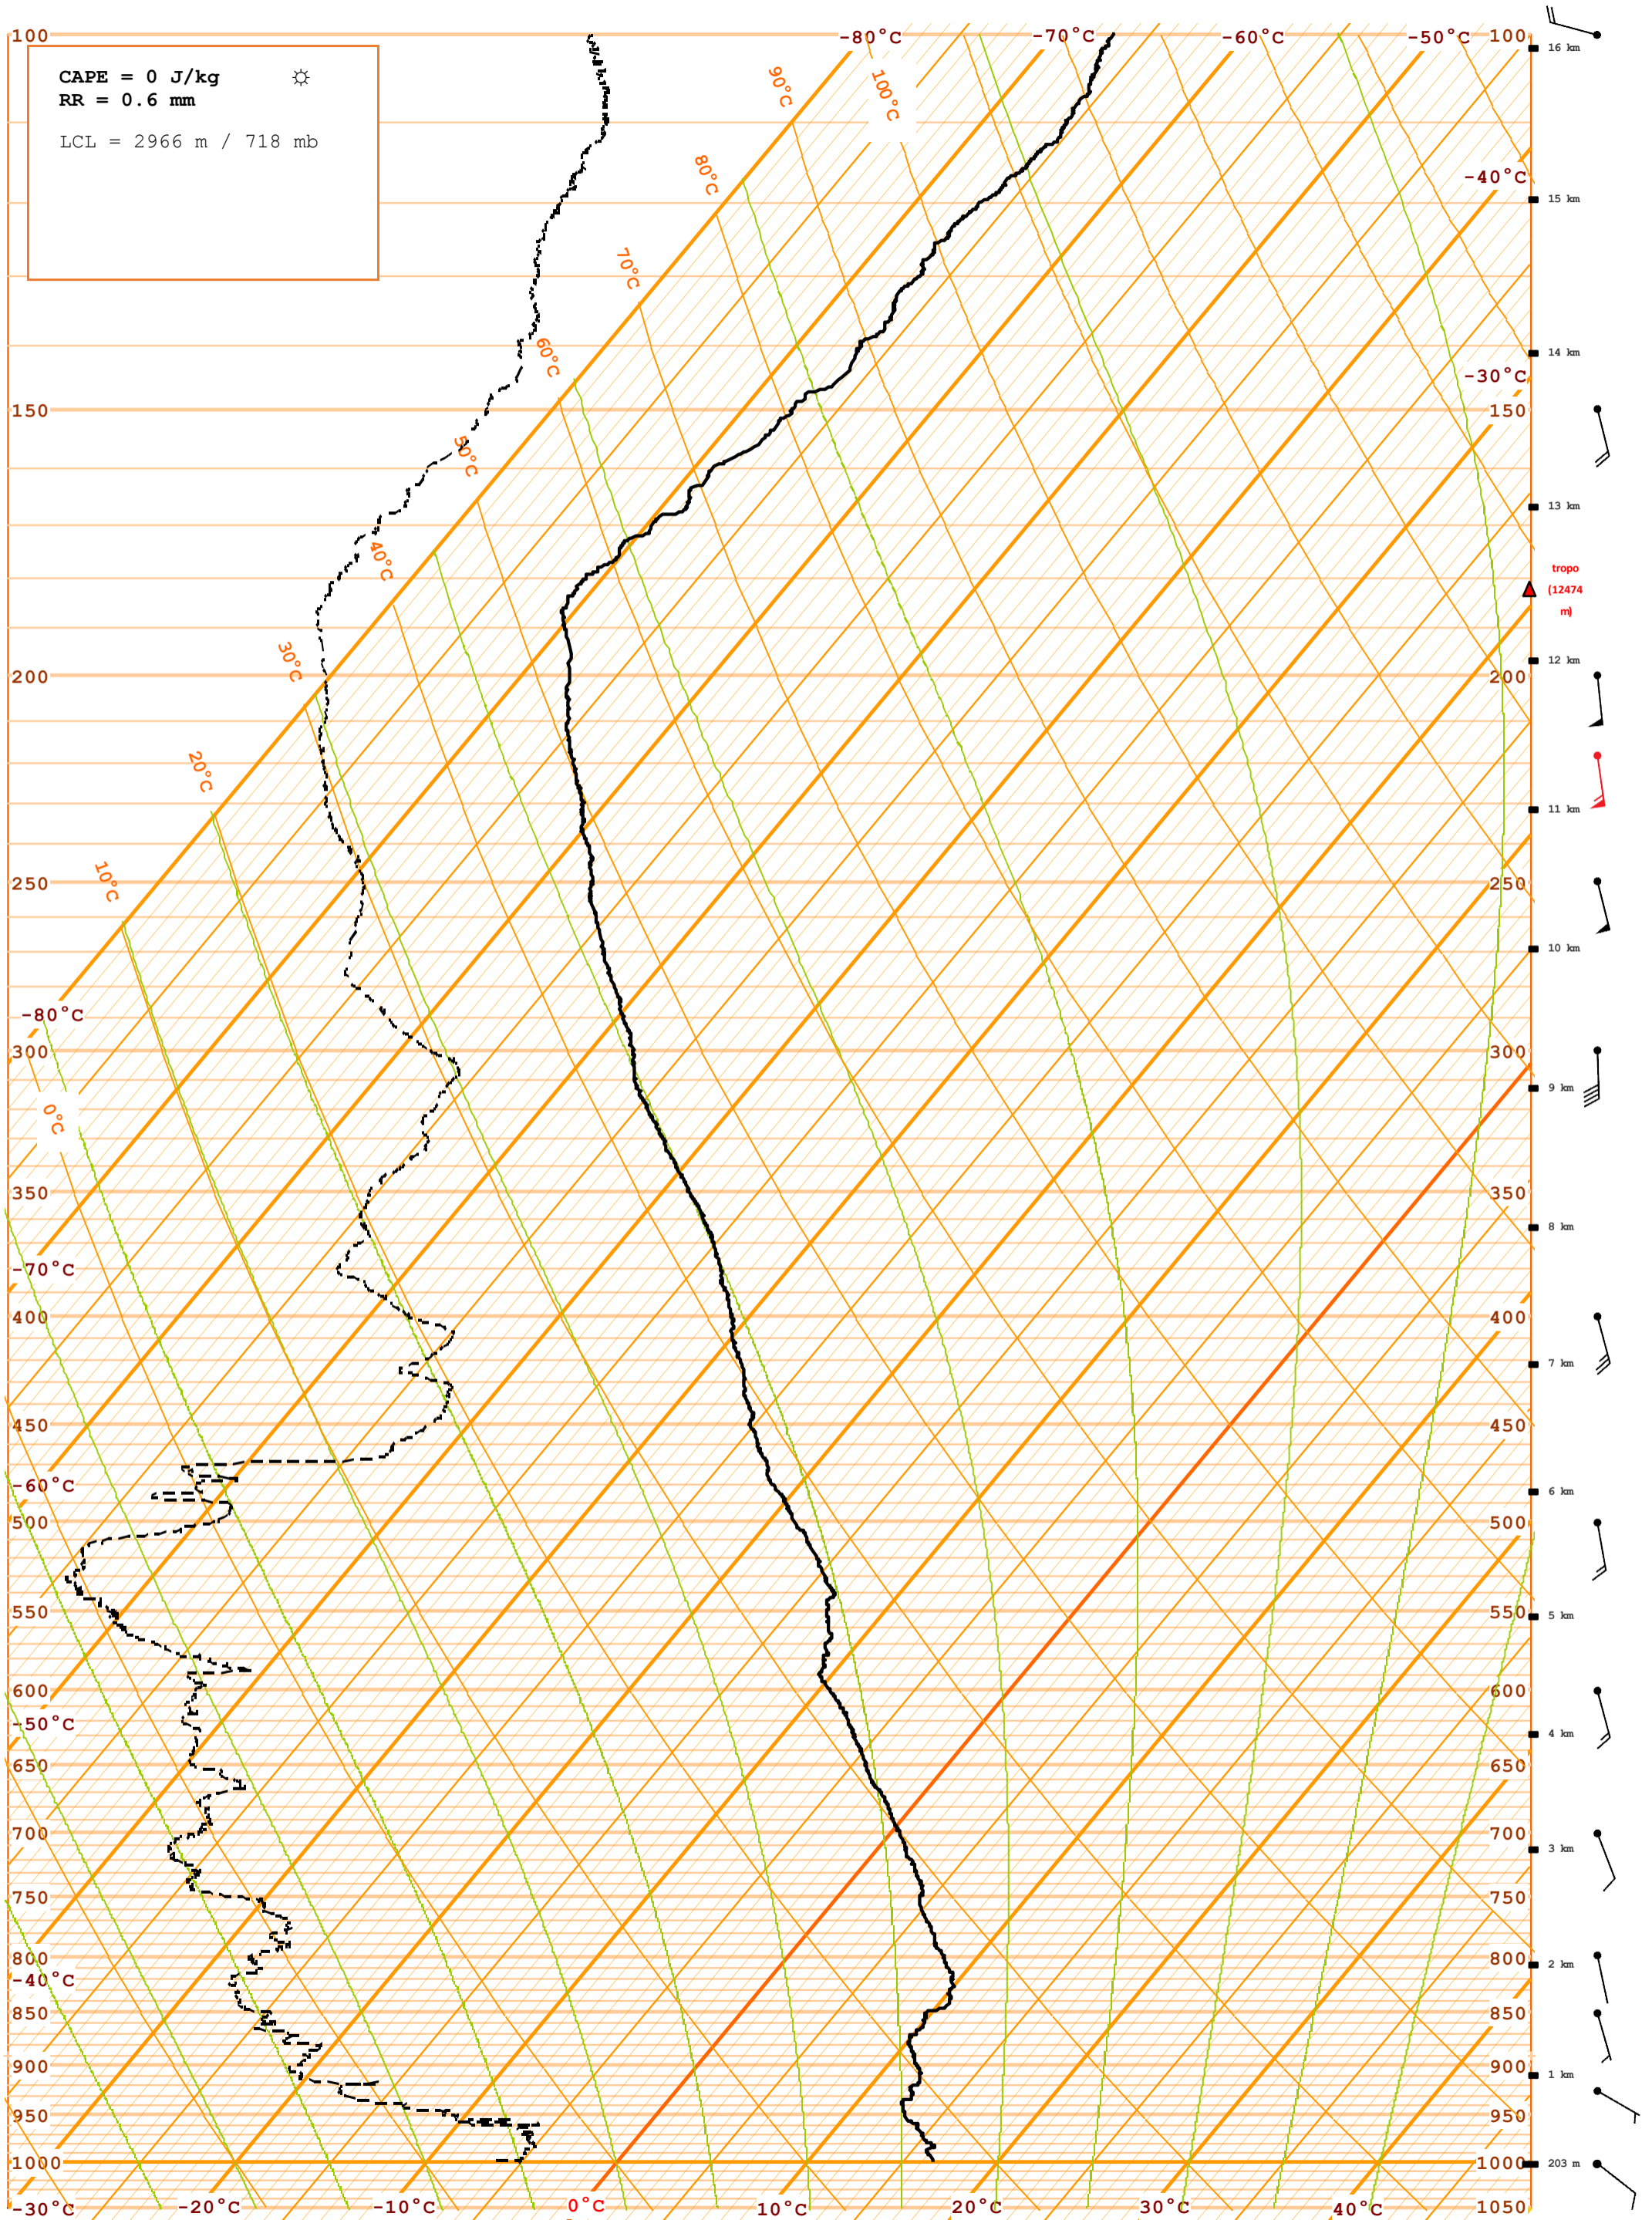 100 -80°C -70°C -60°C -50°C 100 16 km
CAPE = 0 J/kg ☼
RR = 0.6 mm
LCL = 2966 m / 718 mb
90°C 100°C
80°C -40°C
15 km
70°C
60°C 14 km
-30°C
150 150
50°C
13 km
40°C tropo
(12474
m)
30°C 12 km
200 200
20°C 11 km
250 10°C 250
10 km
-80°C
300 300
0°C 9 km
350 350
8 km
-70°C
400 400
7 km
450 450
-60°C 6 km
500 500
550 550 5 km
600 600
-50°C 4 km
650 650
700 700
3 km
750 750
800 800 2 km
-40°C
850 850
900 900 1 km
950 950
1000 1000 203 m
-30°C -20°C -10°C 0°C 10°C 20°C 30°C 40°C 1050